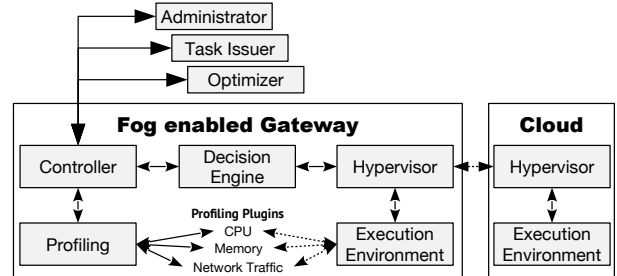 Administrator
Task Issuer
Optimizer
Fog enabled Gateway
Cloud
Controller
Decision
Engine
Hypervisor
Hypervisor
Profiling
Profiling Plugins
CPU
Memory
Network Traffic
Execution
Environment
Execution
Environment